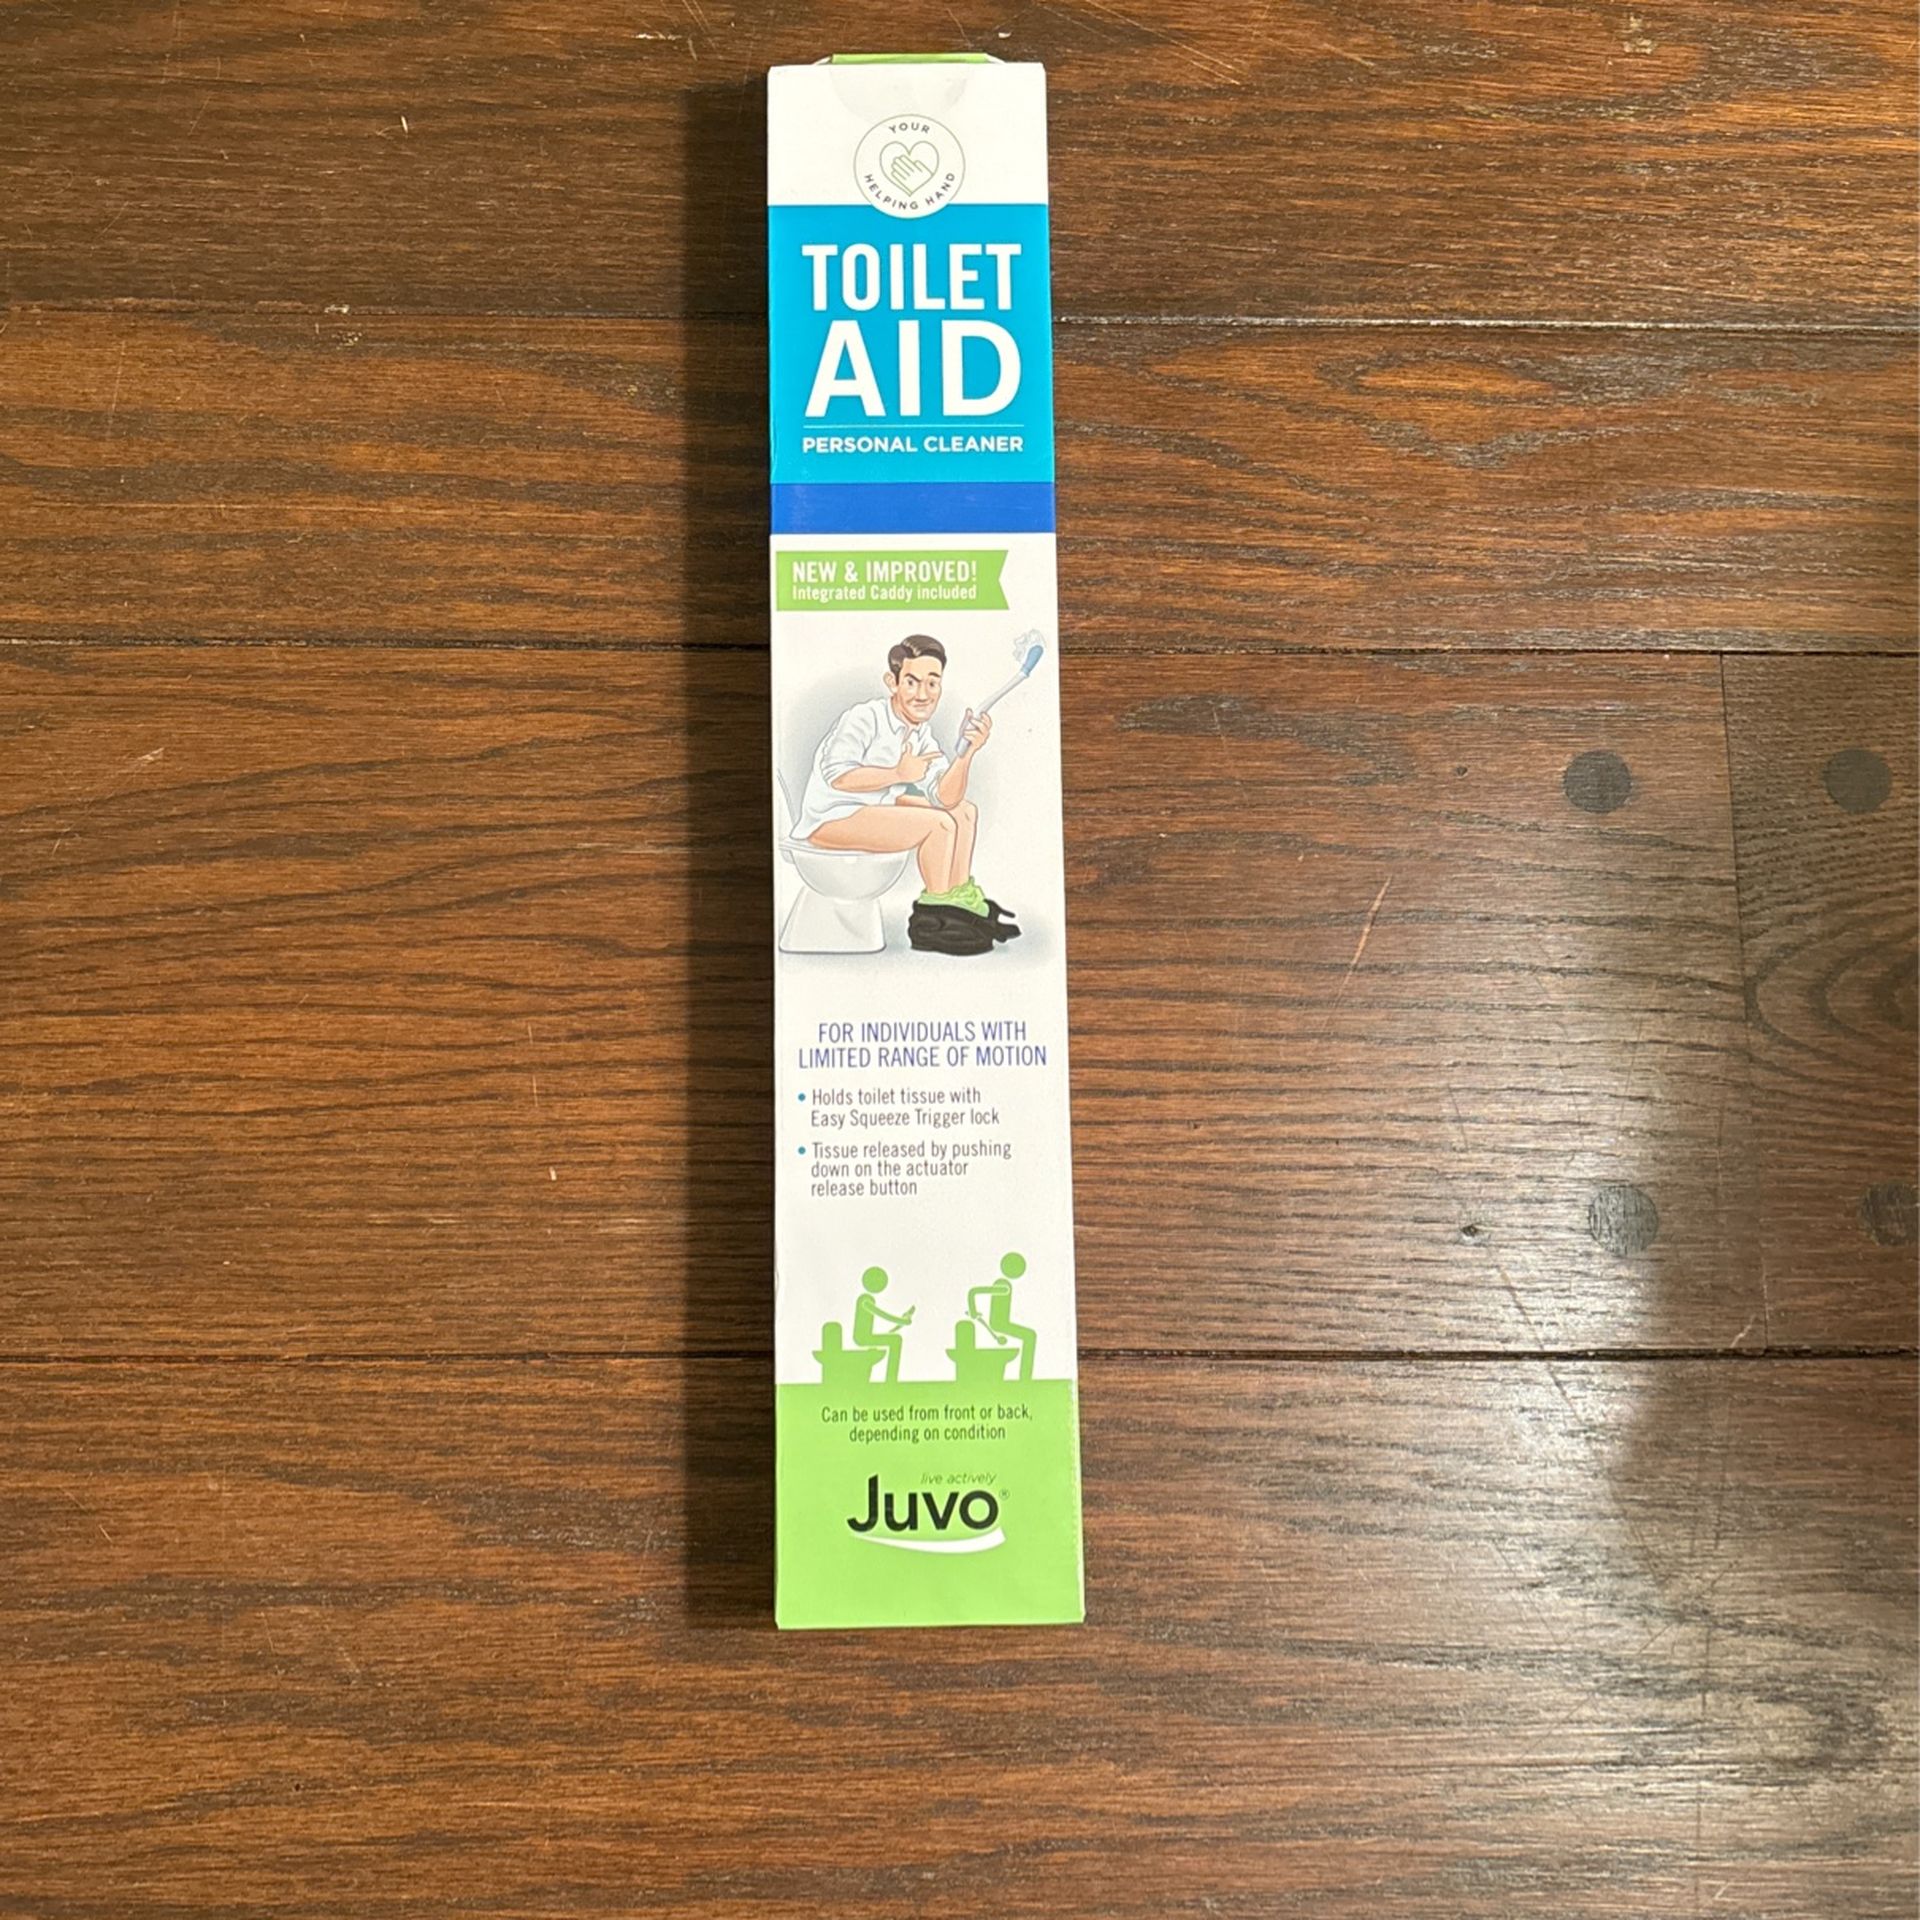 YOUR
HELPING HAND
TOILET
AID
PERSONAL CLEANER
NEW & IMPROVED!
Integrated Caddy included
FOR INDIVIDUALS WITH
LIMITED RANGE OF MOTION
• Holds toilet tissue with
Easy Squeeze Trigger lock
• Tissue released by pushing
down on the actuator
release button
Can be used from front or back,
depending on condition
live actively
Juvo®